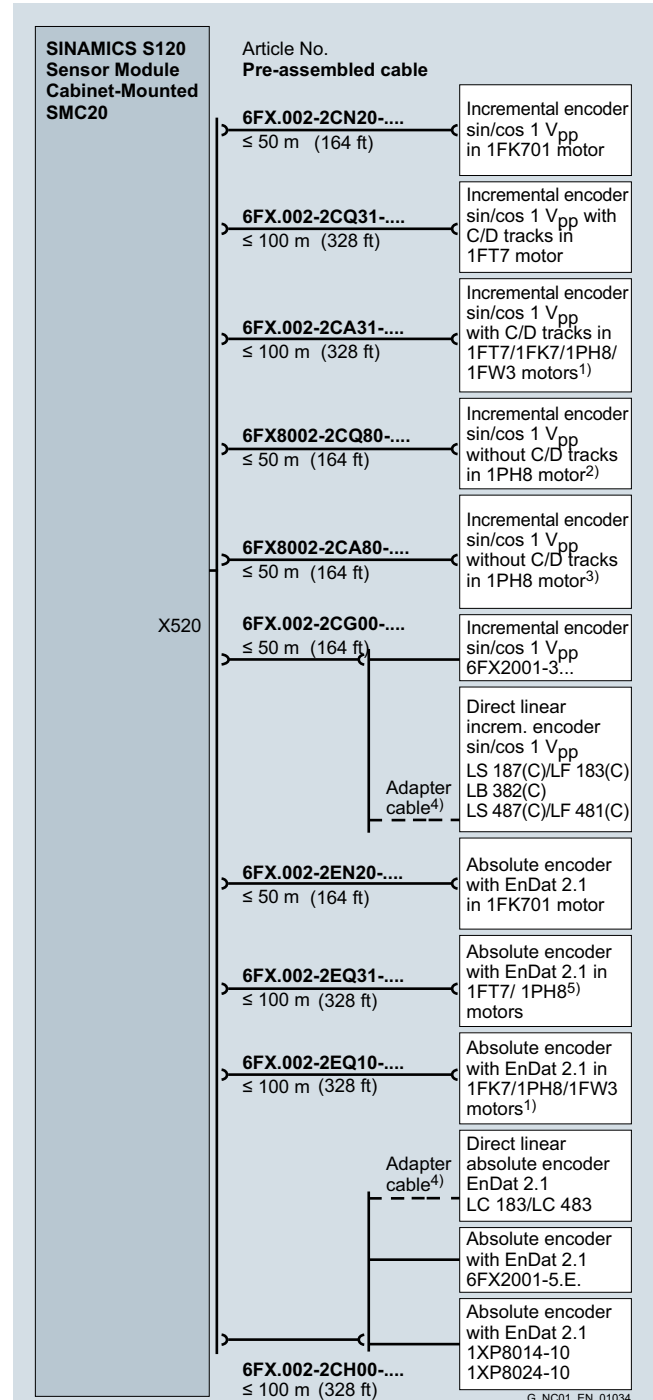 SINAMICS S120
Sensor Module
Cabinet-Mounted
SMC20
Article No.
Pre-assembled cable
6FX.002-2CN20-....
≤ 50 m (164 ft)
Incremental encoder
sin/cos 1 Vpp
in 1FK701 motor
6FX.002-2CQ31-....
≤ 100 m (328 ft)
Incremental encoder
sin/cos 1 Vpp with
C/D tracks in
1FT7 motor
6FX.002-2CA31-....
≤ 100 m (328 ft)
Incremental encoder
sin/cos 1 Vpp
with C/D tracks in
1FT7/1FK7/1PH8/
1FW3 motors1)
6FX8002-2CQ80-....
≤ 50 m (164 ft)
Incremental encoder
sin/cos 1 Vpp
without C/D tracks
in 1PH8 motor2)
6FX8002-2CA80-....
≤ 50 m (164 ft)
Incremental encoder
sin/cos 1 Vpp
without C/D tracks
in 1PH8 motor3)
X520
6FX.002-2CG00-....
≤ 50 m (164 ft)
Incremental encoder
sin/cos 1 Vpp
6FX2001-3...
Adapter
cable4)
Direct linear
increm. encoder
sin/cos 1 Vpp
LS 187(C)/LF 183(C)
LB 382(C)
LS 487(C)/LF 481(C)
6FX.002-2EN20-....
≤ 50 m (164 ft)
Absolute encoder
with EnDat 2.1
in 1FK701 motor
6FX.002-2EQ31-....
≤ 100 m (328 ft)
Absolute encoder
with EnDat 2.1 in
1FT7/ 1PH85)
motors
6FX.002-2EQ10-....
≤ 100 m (328 ft)
Absolute encoder
with EnDat 2.1 in
1FK7/1PH8/1FW3
motors1)
Adapter
cable4)
Direct linear
absolute encoder
EnDat 2.1
LC 183/LC 483
Absolute encoder
with EnDat 2.1
6FX2001-5.E.
Absolute encoder
with EnDat 2.1
1XP8014-10
1XP8024-10
6FX.002-2CH00-....
≤ 100 m (328 ft)
G_NC01_EN_01034